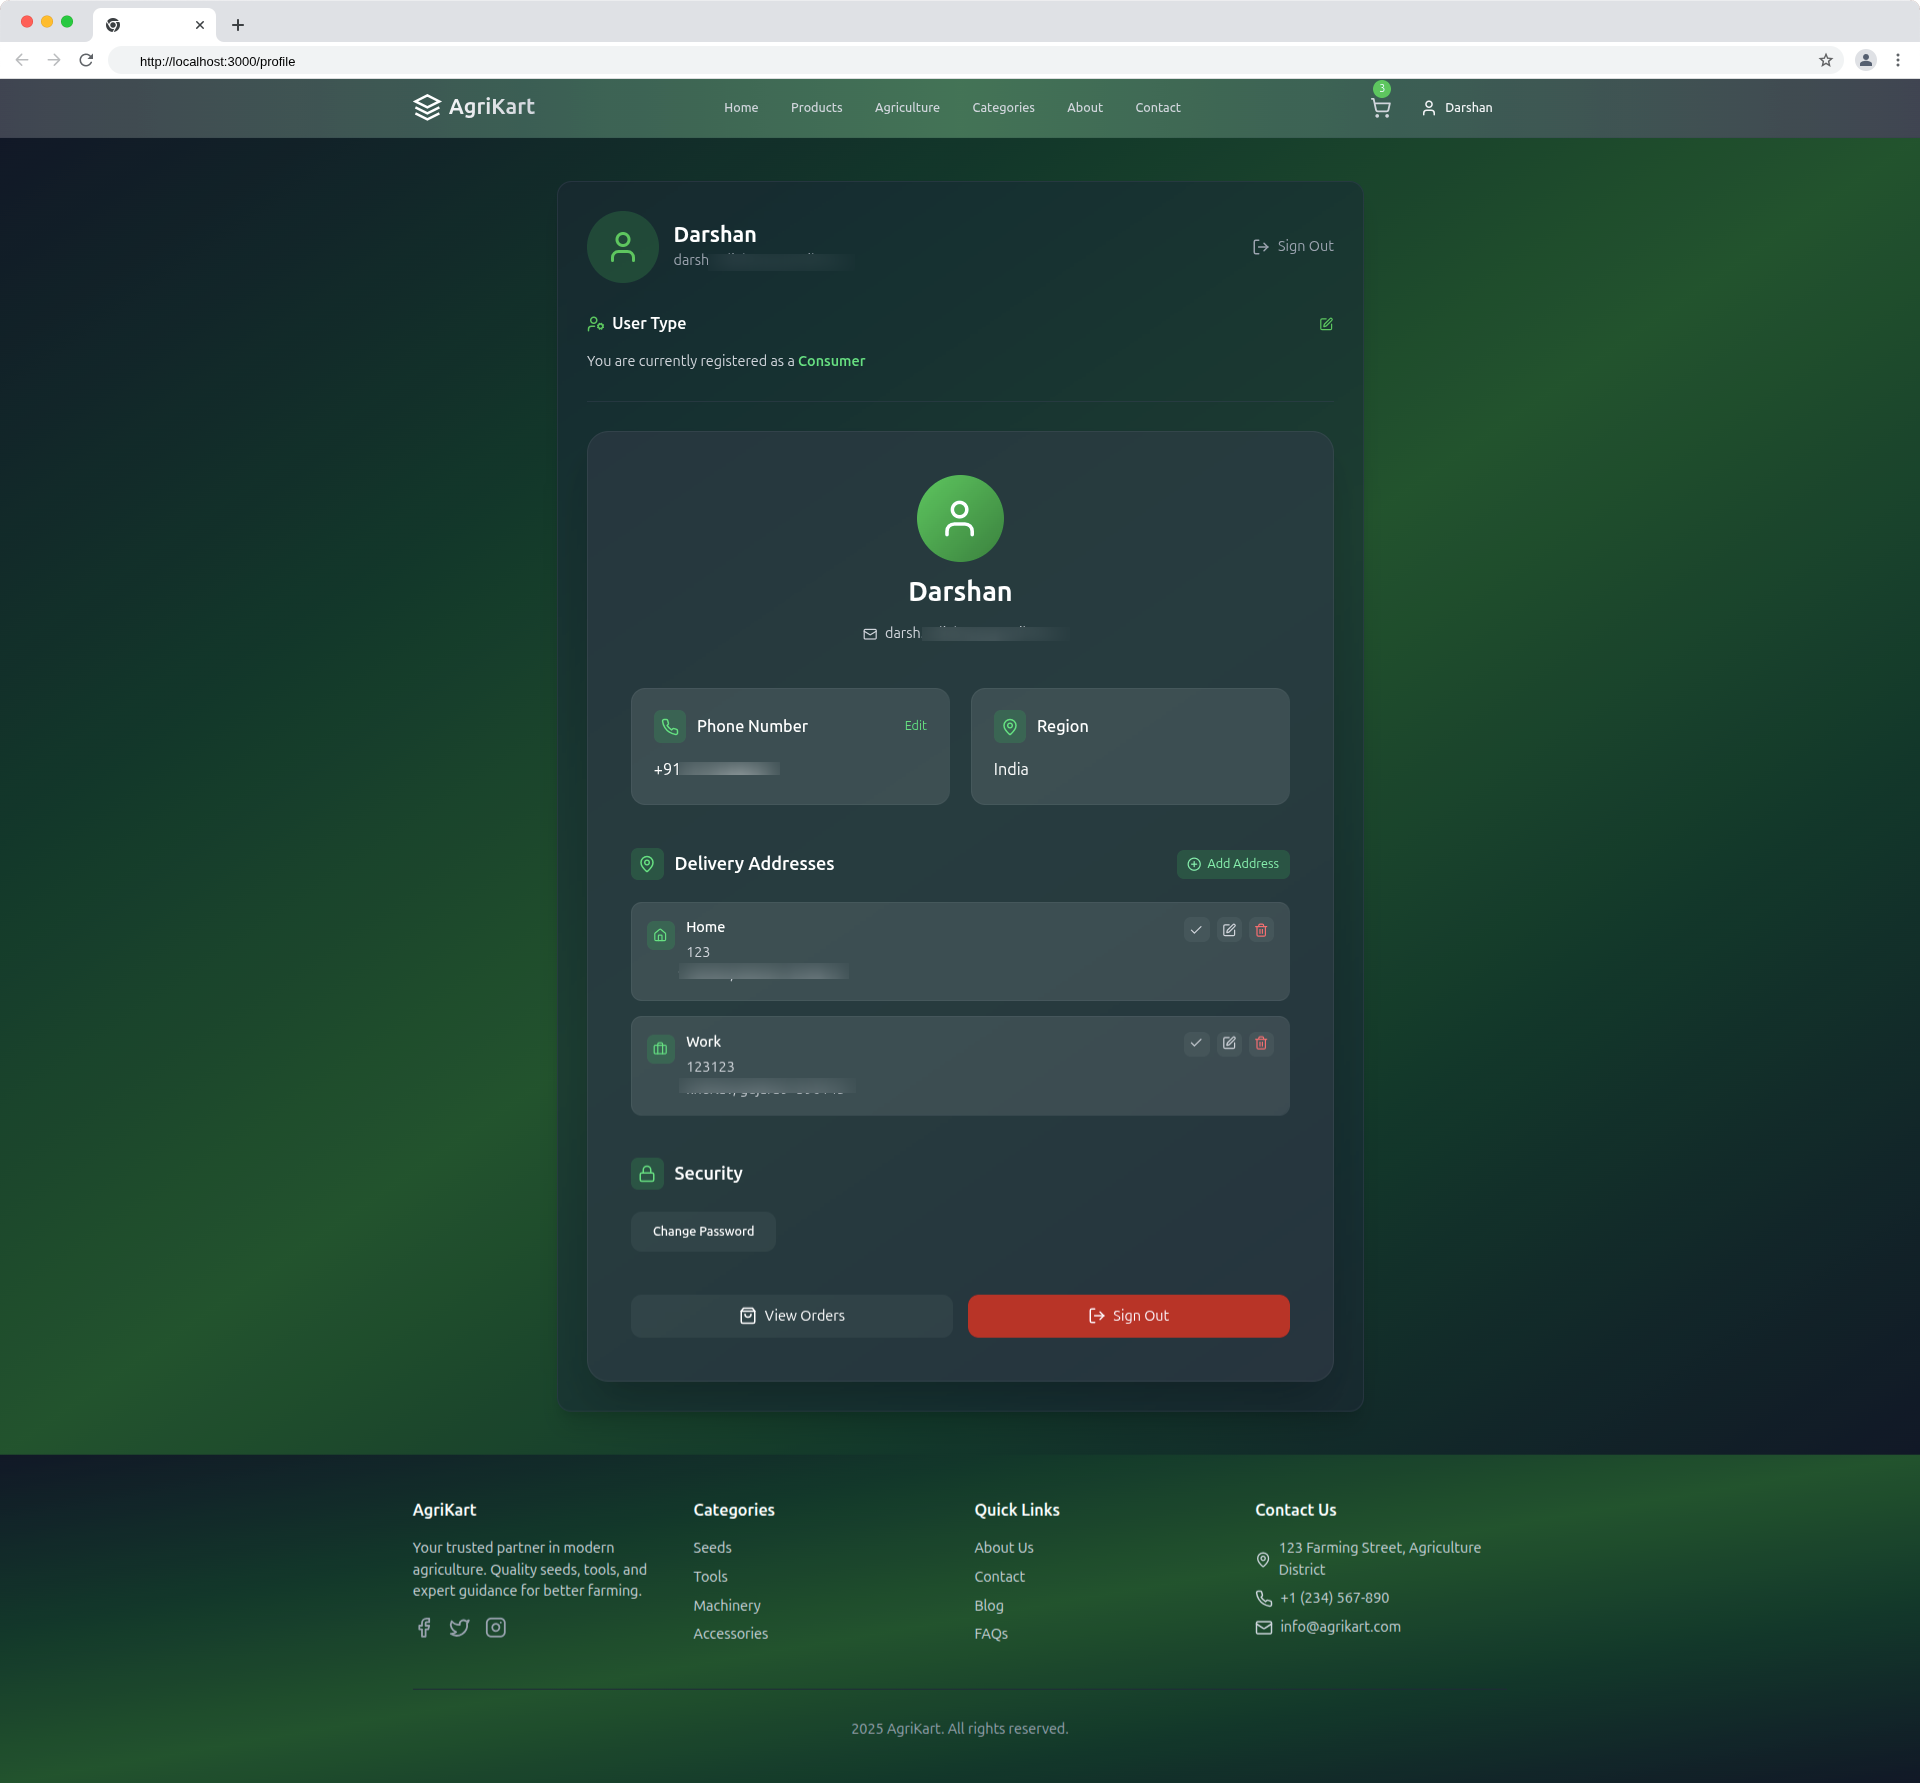 http://localhost:3000/profile
AgriKart
Home
Products
Agriculture
Categories
About
Contact
3
Darshan
Darshan
darsh
Sign Out
User Type
You are currently registered as a Consumer
Darshan
darsh
Phone Number
Edit
+91
Region
India
Delivery Addresses
Add Address
Home
123
Work
123123
Security
Change Password
View Orders
Sign Out
AgriKart
Your trusted partner in modern
agriculture. Quality seeds, tools, and
expert guidance for better farming.
Categories
Seeds
Tools
Machinery
Accessories
Quick Links
About Us
Contact
Blog
FAQs
Contact Us
123 Farming Street, Agriculture
District
+1 (234) 567-890
info@agrikart.com
2025 AgriKart. All rights reserved.